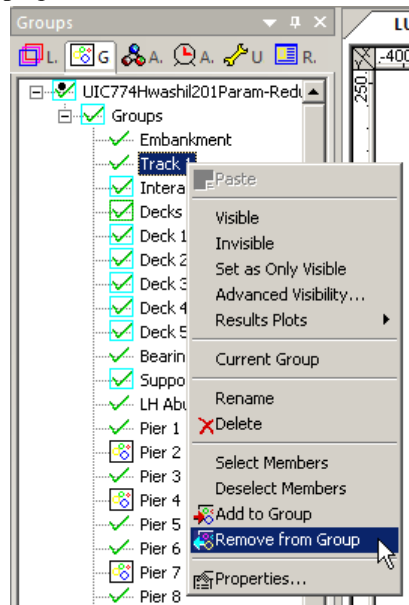 Groups
L. G A. A. U R.
UIC774Hwashil201Param-Redu
Groups
Embankment
Track 1
Intera
Decks
Deck 1
Deck 2
Deck 3
Deck 4
Deck 5
Bearin
Suppo
LH Abu
Pier 1
Pier 2
Pier 3
Pier 4
Pier 5
Pier 6
Pier 7
Pier 8
Paste
Visible
Invisible
Set as Only Visible
Advanced Visibility...
Results Plots
Current Group
Rename
Delete
Select Members
Deselect Members
Add to Group
Remove from Group
Properties...
LU
-400
250